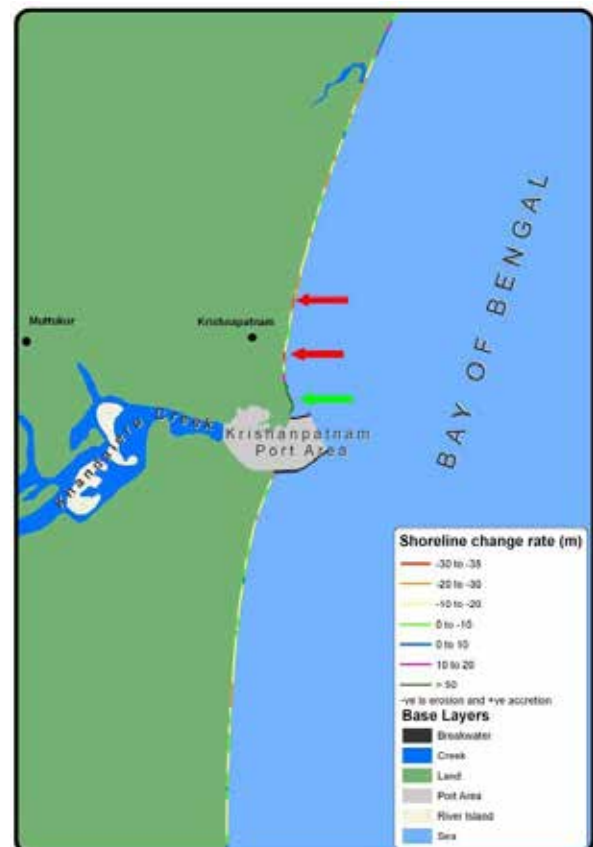 BAY OF BENGAL
Muttukur
Krishnapatnam
Krishanpatnam
Port Area
Creek
Shoreline change rate (m)
-30 to -35
-20 to -30
-10 to -20
0 to -10
0 to 10
10 to 20
> 50
-ve is erosion and +ve accretion
Base Layers
Breakwater
Creek
Land
Port Area
River Island
Sea